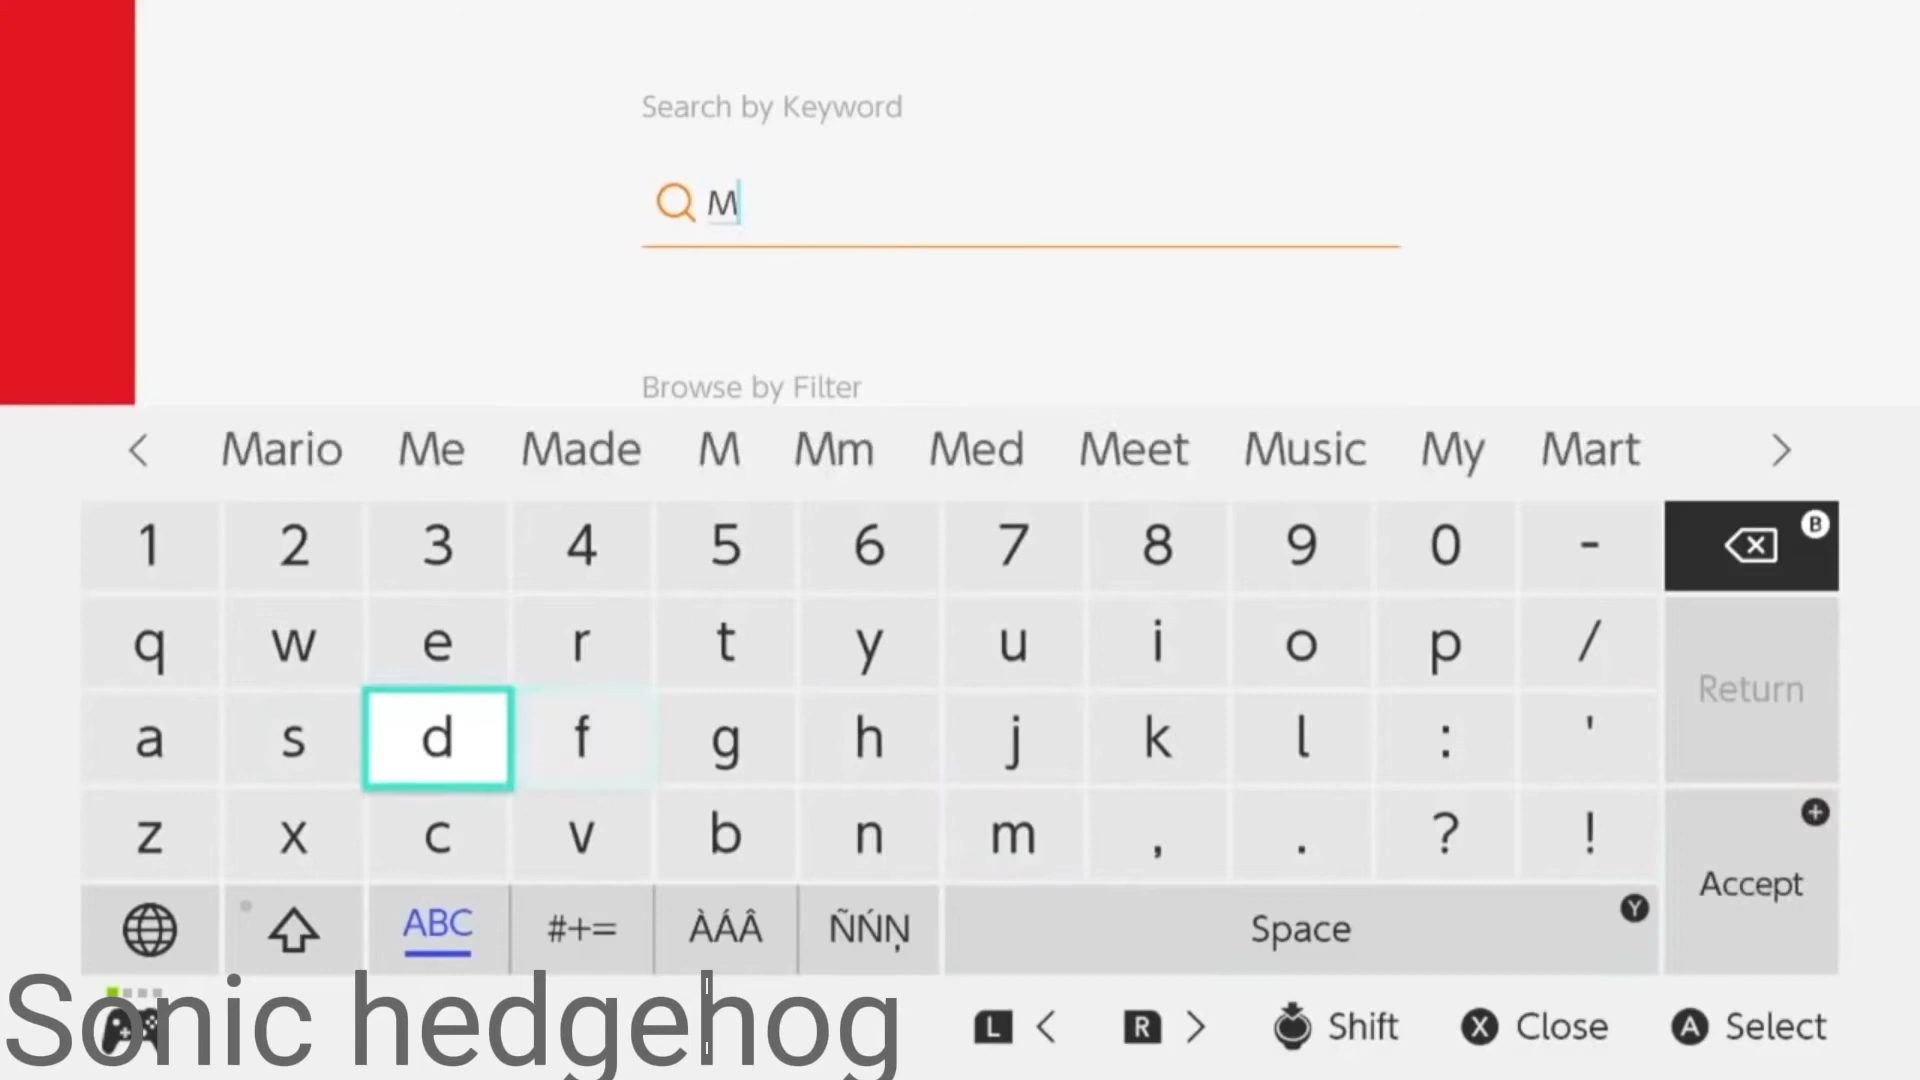 Search by Keyword
M
Browse by Filter
< Mario Me Made M Mm Med Meet Music My Mart >
1 2 3 4 5 6 7 8 9 0 - B
q w e r t y u i o p /
Return
a s d f g h j k l : '
z x c v b n m , . ? ! +
Accept
ABC #+= ÀÁÂ ÑŃŅ Space Y
Sonic hedgehog
L < R > Shift X Close A Select